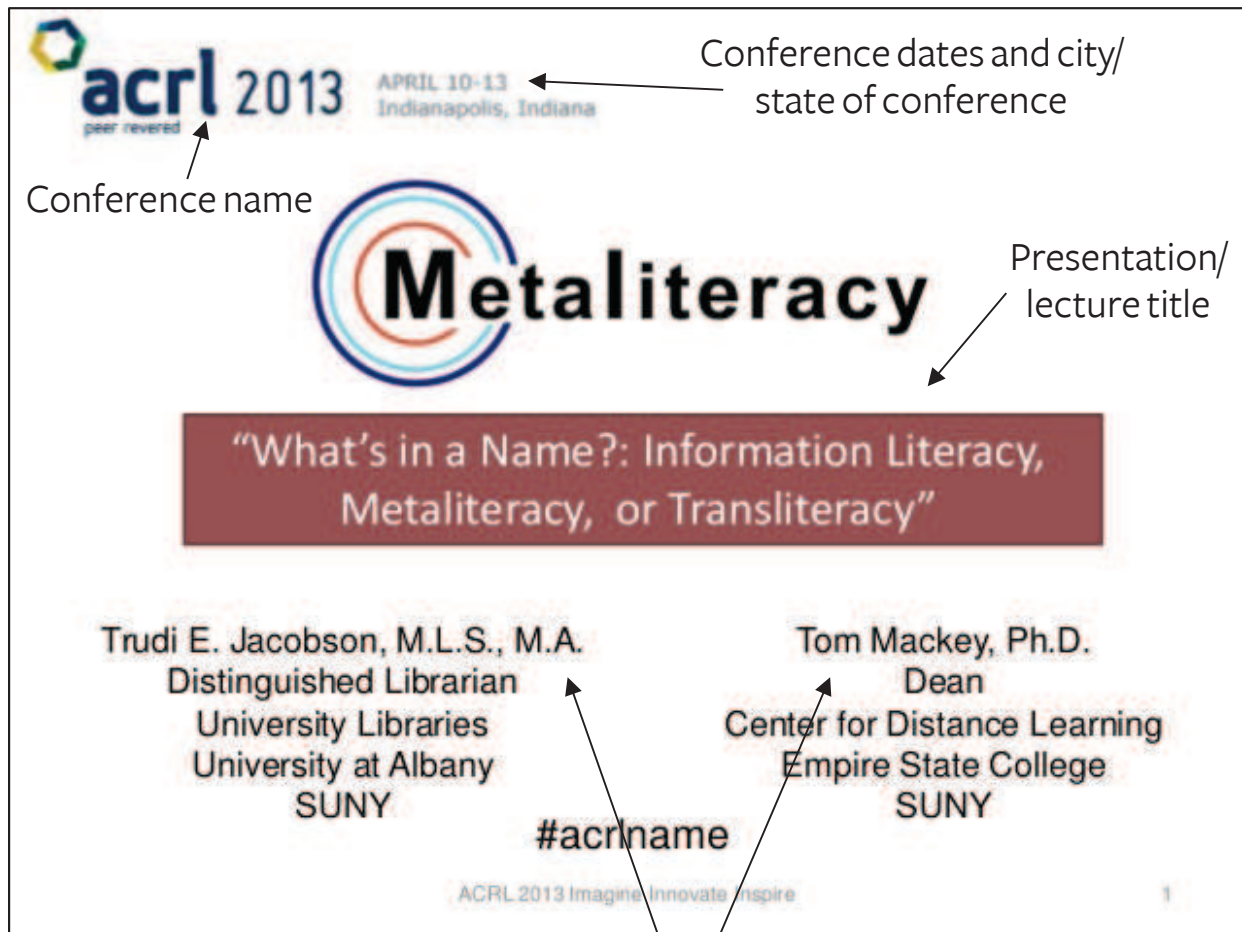 acrl 2013
peer revered
APRIL 10-13
Indianapolis, Indiana
Conference dates and city/
state of conference
Conference name
Metaliteracy
Presentation/
lecture title
“What’s in a Name?: Information Literacy,
Metaliteracy, or Transliteracy”
Trudi E. Jacobson, M.L.S., M.A.
Distinguished Librarian
University Libraries
University at Albany
SUNY
Tom Mackey, Ph.D.
Dean
Center for Distance Learning
Empire State College
SUNY
#acrlname
ACRL 2013 Imagine Innovate Inspire
1